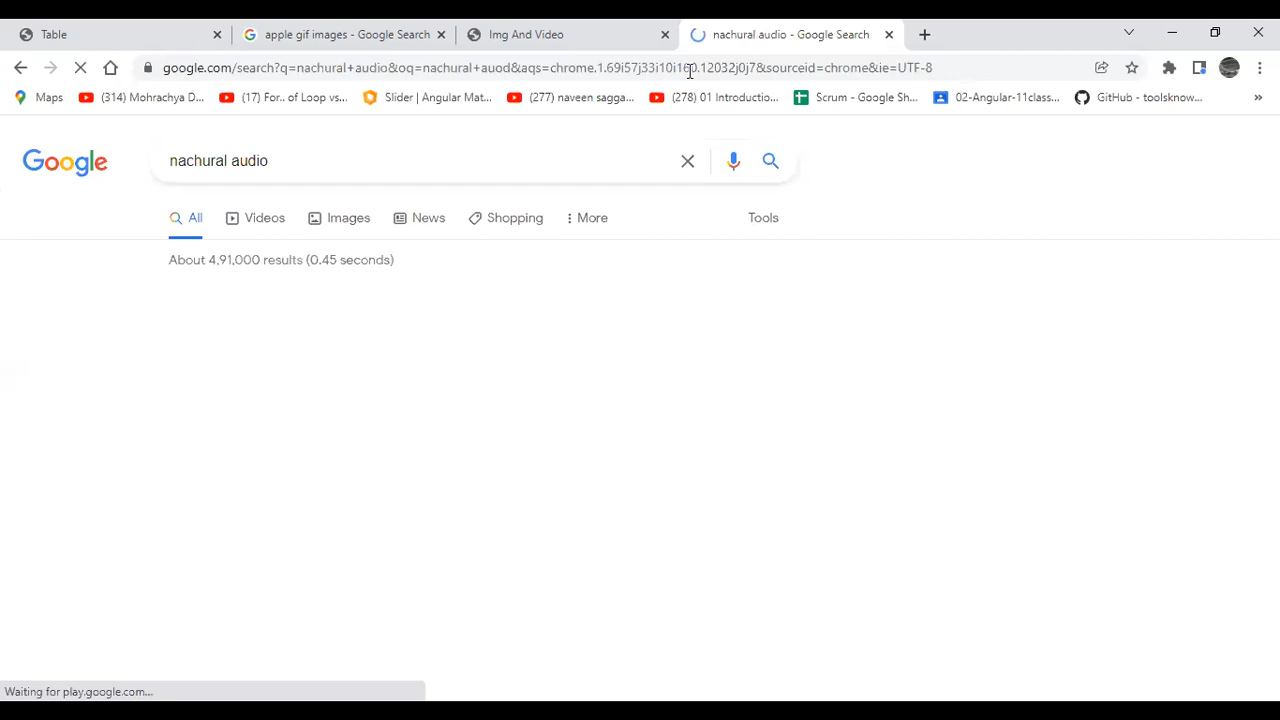 Table
apple gif images - Google Search
Img And Video
nachural audio - Google Search
google.com/search?q=nachural+audio&oq=nachural+auod&aqs=chrome.1.69i57j33i10i160.12032j0j7&sourceid=chrome&ie=UTF-8
Maps
(314) Mohrachya D...
(17) For.. of Loop vs...
Slider | Angular Mat...
(277) naveen sagga...
(278) 01 Introductio...
Scrum - Google Sh...
02-Angular-11class...
GitHub - toolsknow...
»
Google
nachural audio
All
Videos
Images
News
Shopping
More
Tools
About 4,91,000 results (0.45 seconds)
Waiting for play.google.com...